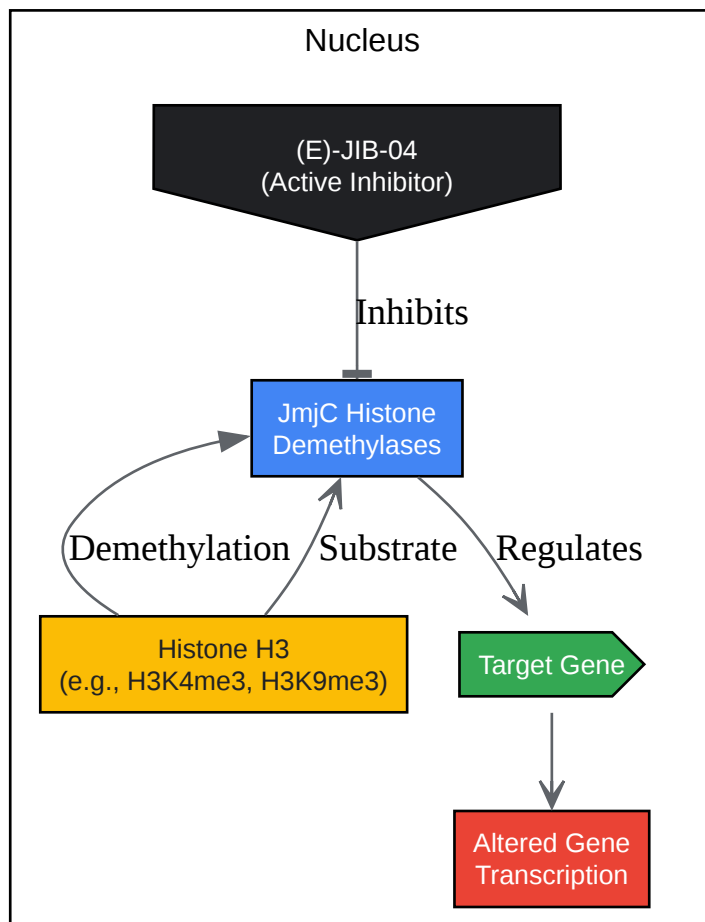 Nucleus
(E)-JIB-04
(Active Inhibitor)
Inhibits
JmjC Histone
Demethylases
Demethylation
Substrate
Regulates
Histone H3
(e.g., H3K4me3, H3K9me3)
Target Gene
Altered Gene
Transcription